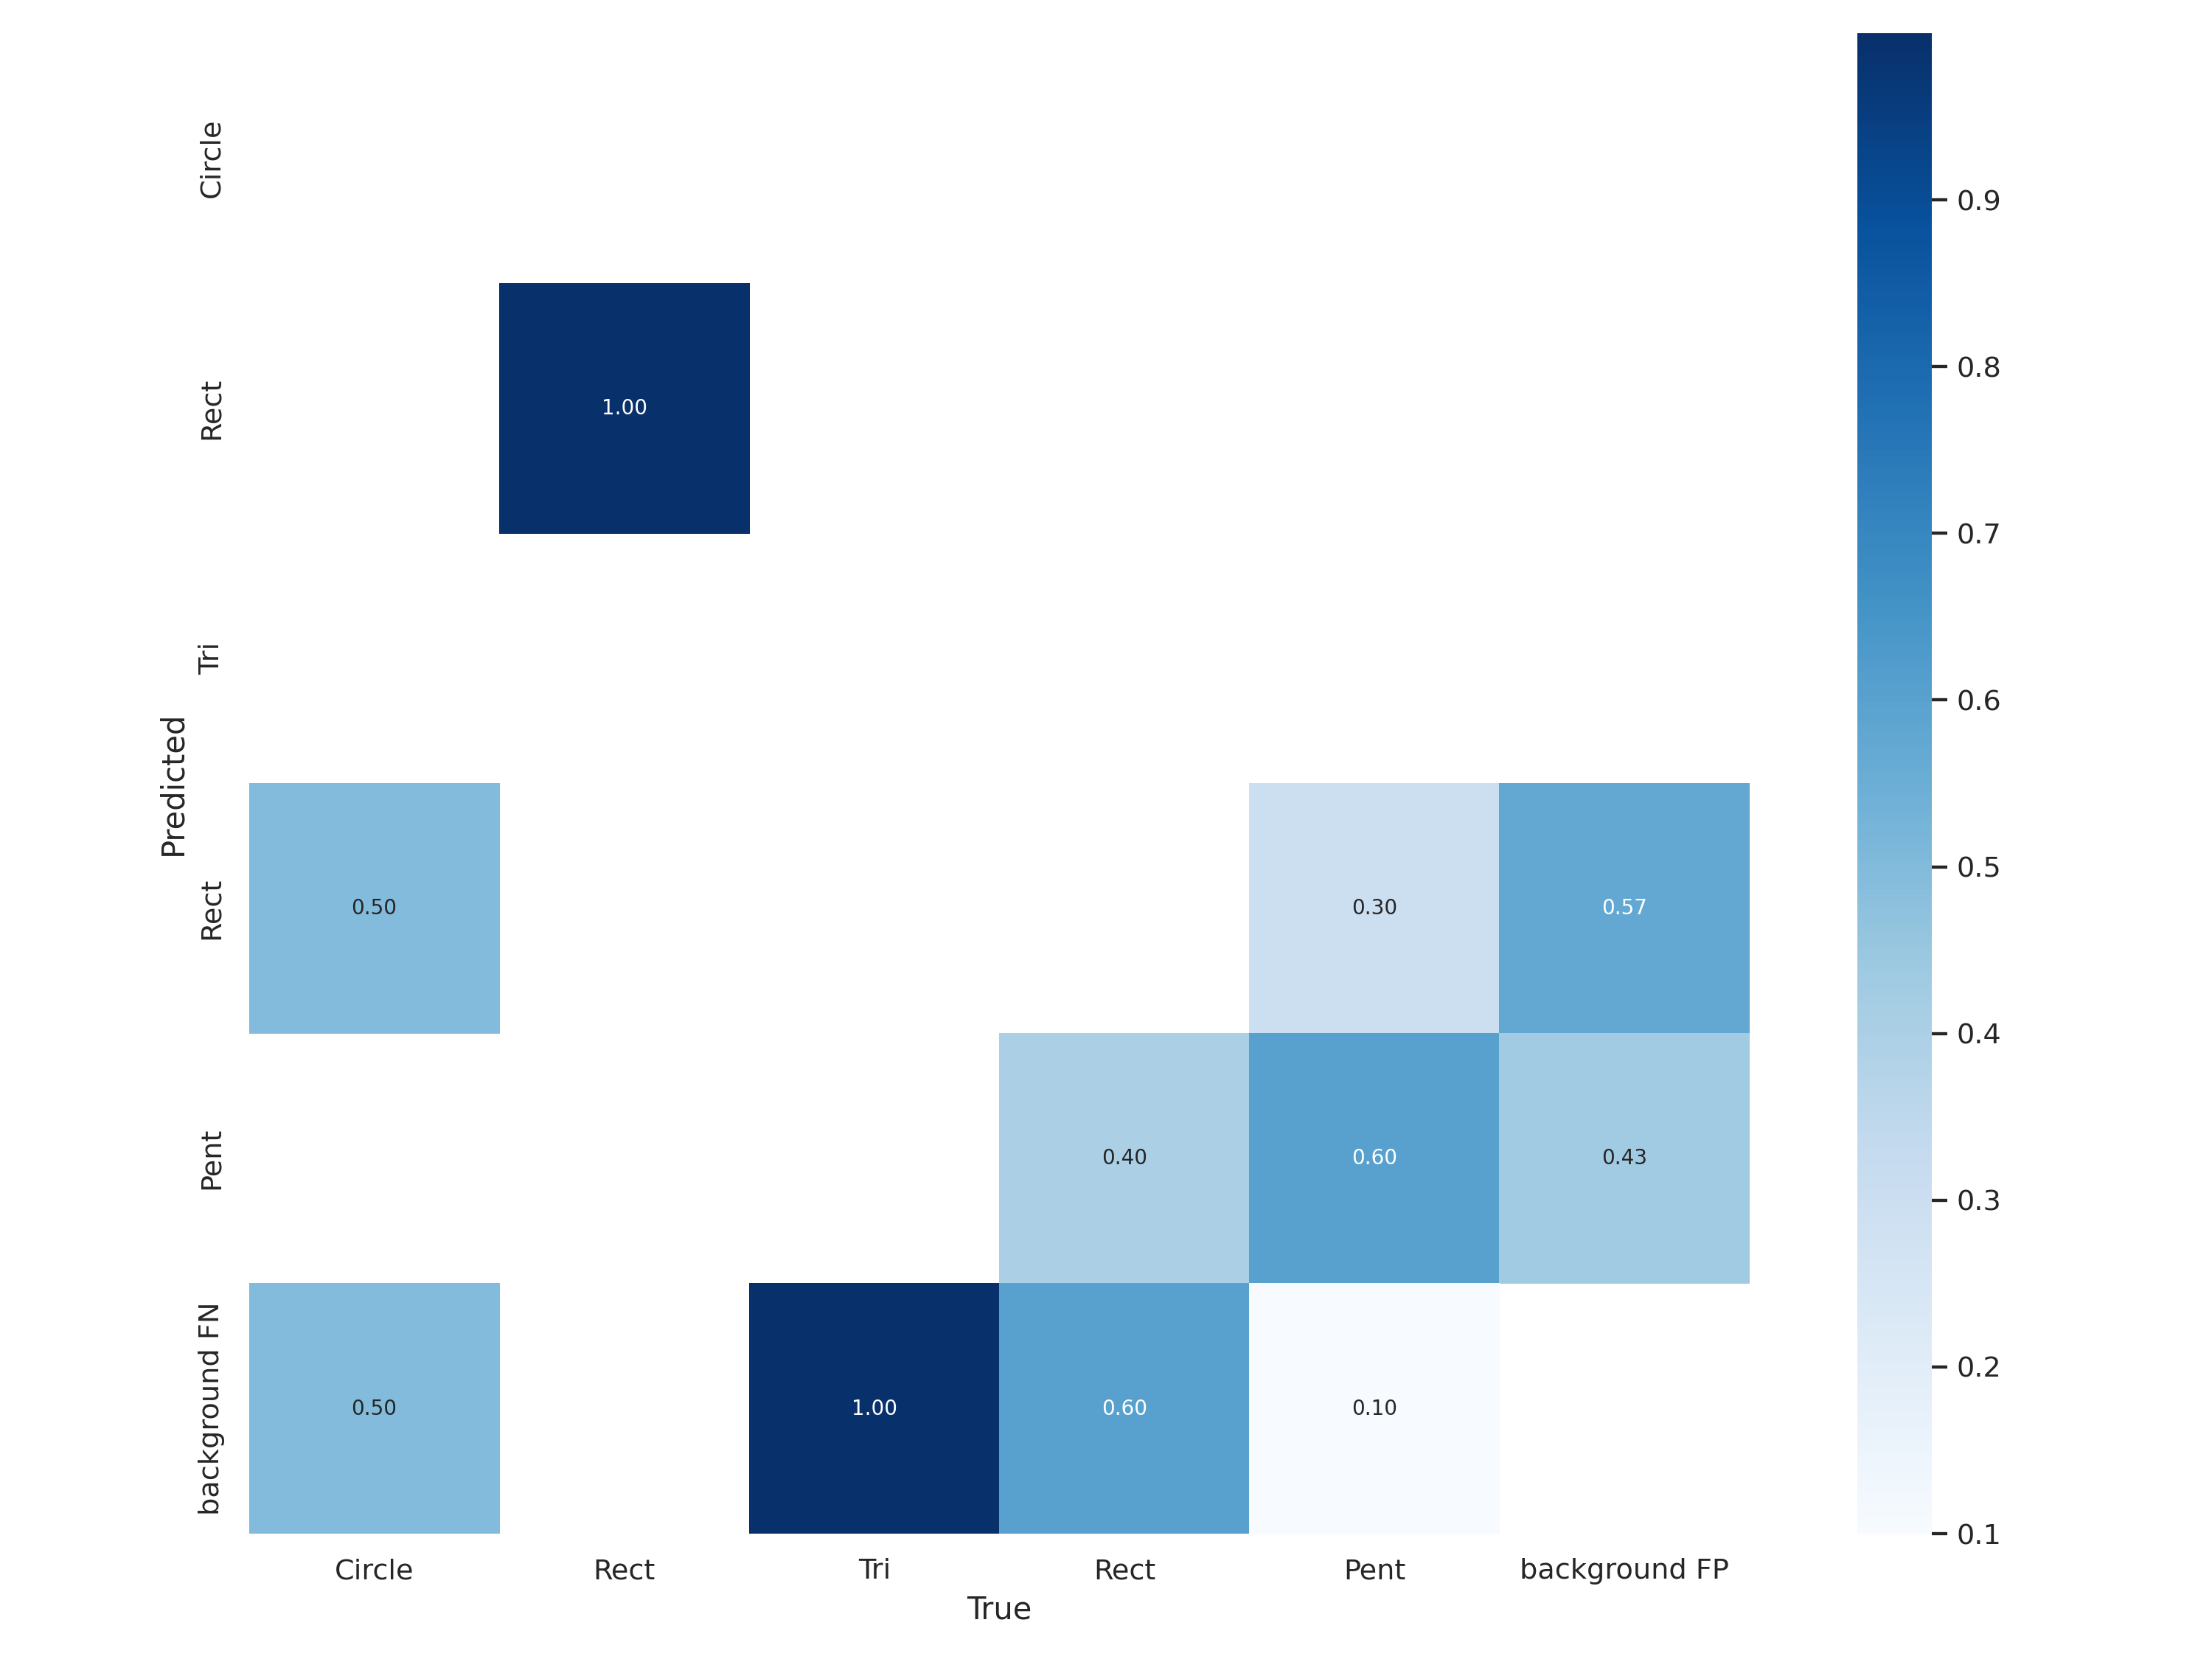 Predicted
Circle
Rect
1.00
Tri
Rect
0.50 0.30 0.57
Pent
0.40 0.60 0.43
background FN
0.50 1.00 0.60 0.10
Circle Rect Tri Rect Pent background FP
True
0.9
0.8
0.7
0.6
0.5
0.4
0.3
0.2
0.1